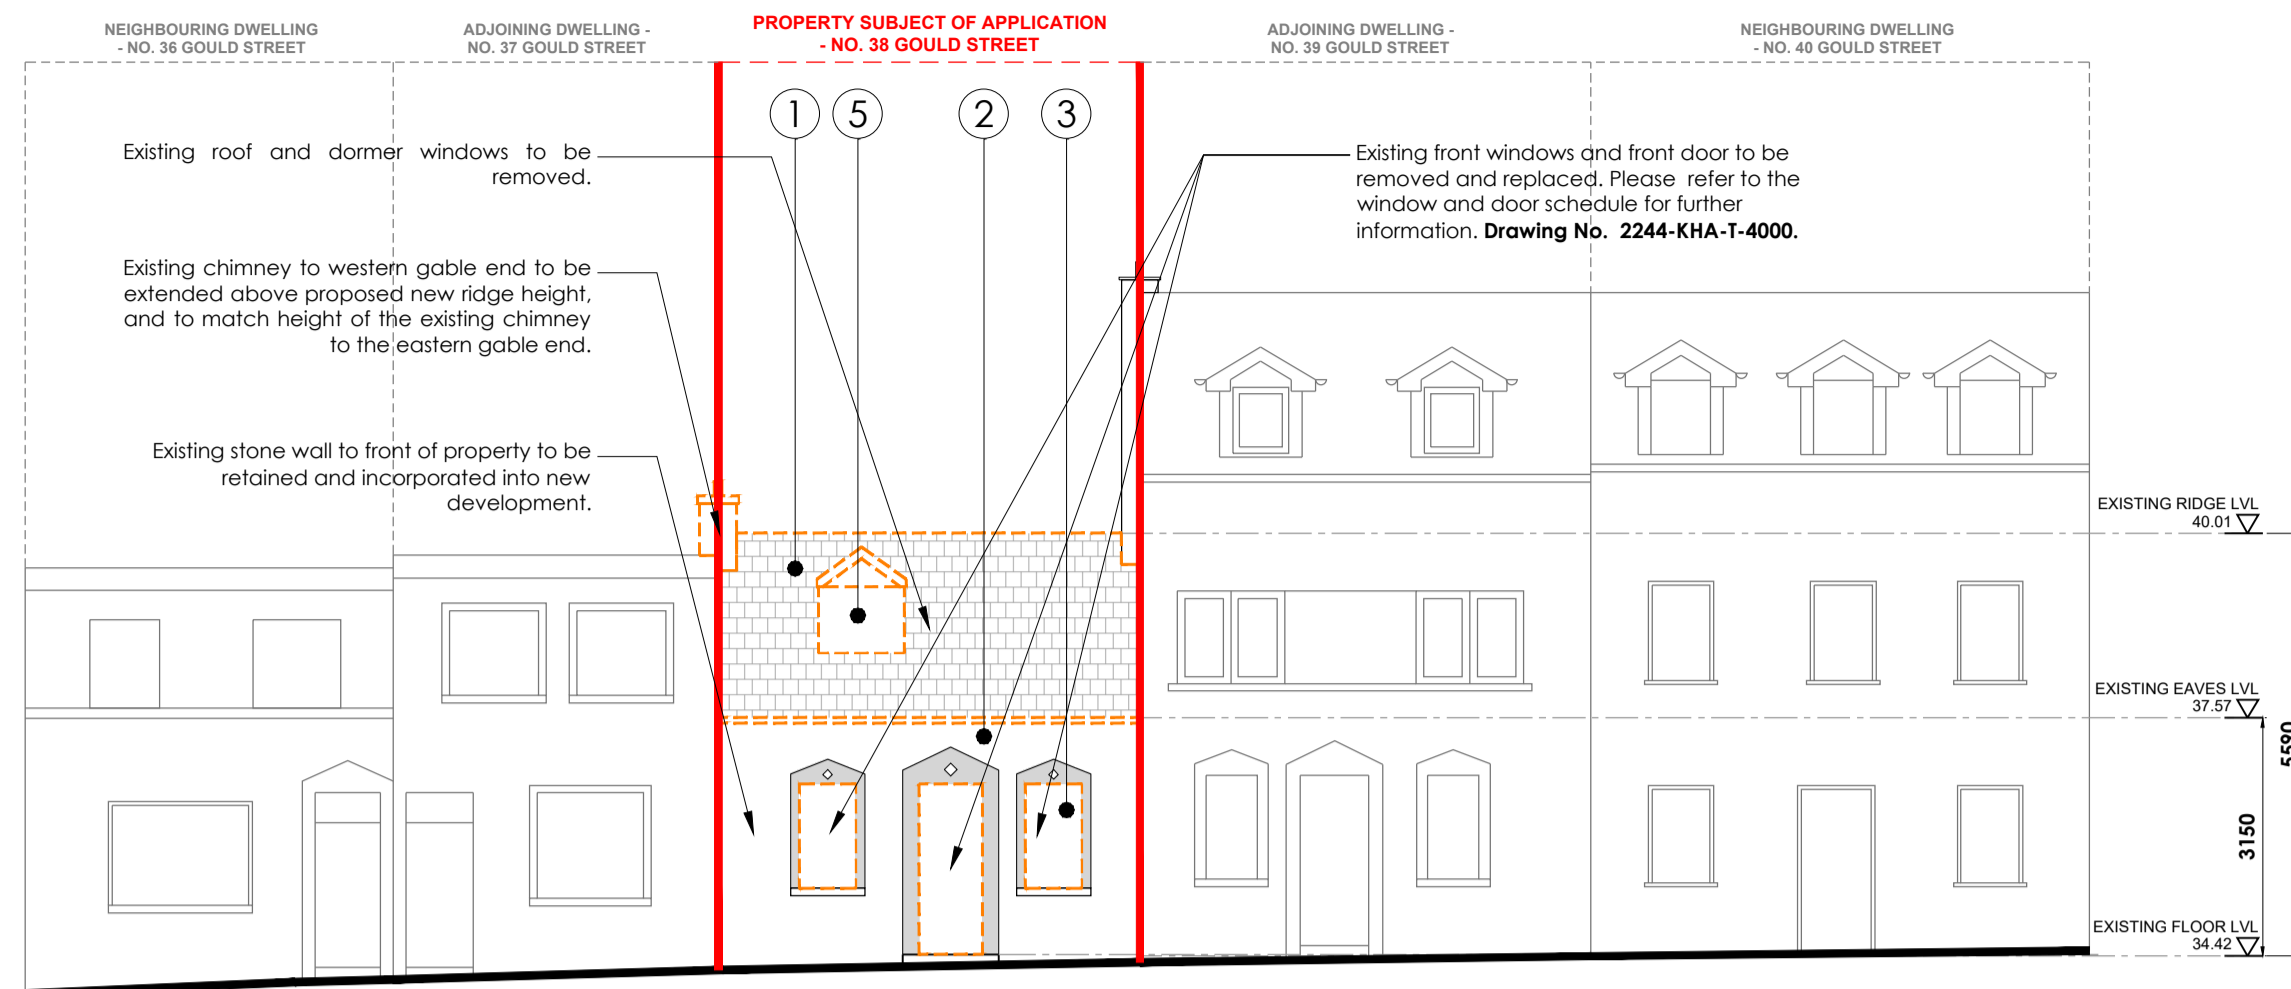 NEIGHBOURING DWELLING
- NO. 36 GOULD STREET
ADJOINING DWELLING -
NO. 37 GOULD STREET
PROPERTY SUBJECT OF APPLICATION
- NO. 38 GOULD STREET
ADJOINING DWELLING -
NO. 39 GOULD STREET
NEIGHBOURING DWELLING
- NO. 40 GOULD STREET
1
5
2
3
Existing roof and dormer windows to be
removed.
Existing chimney to western gable end to be
extended above proposed new ridge height,
and to match height of the existing chimney
to the eastern gable end.
Existing stone wall to front of property to be
retained and incorporated into new
development.
Existing front windows and front door to be
removed and replaced. Please refer to the
window and door schedule for further
information. Drawing No. 2244-KHA-T-4000.
EXISTING RIDGE LVL
40.01
EXISTING EAVES LVL
37.57
5590
3150
EXISTING FLOOR LVL
34.42